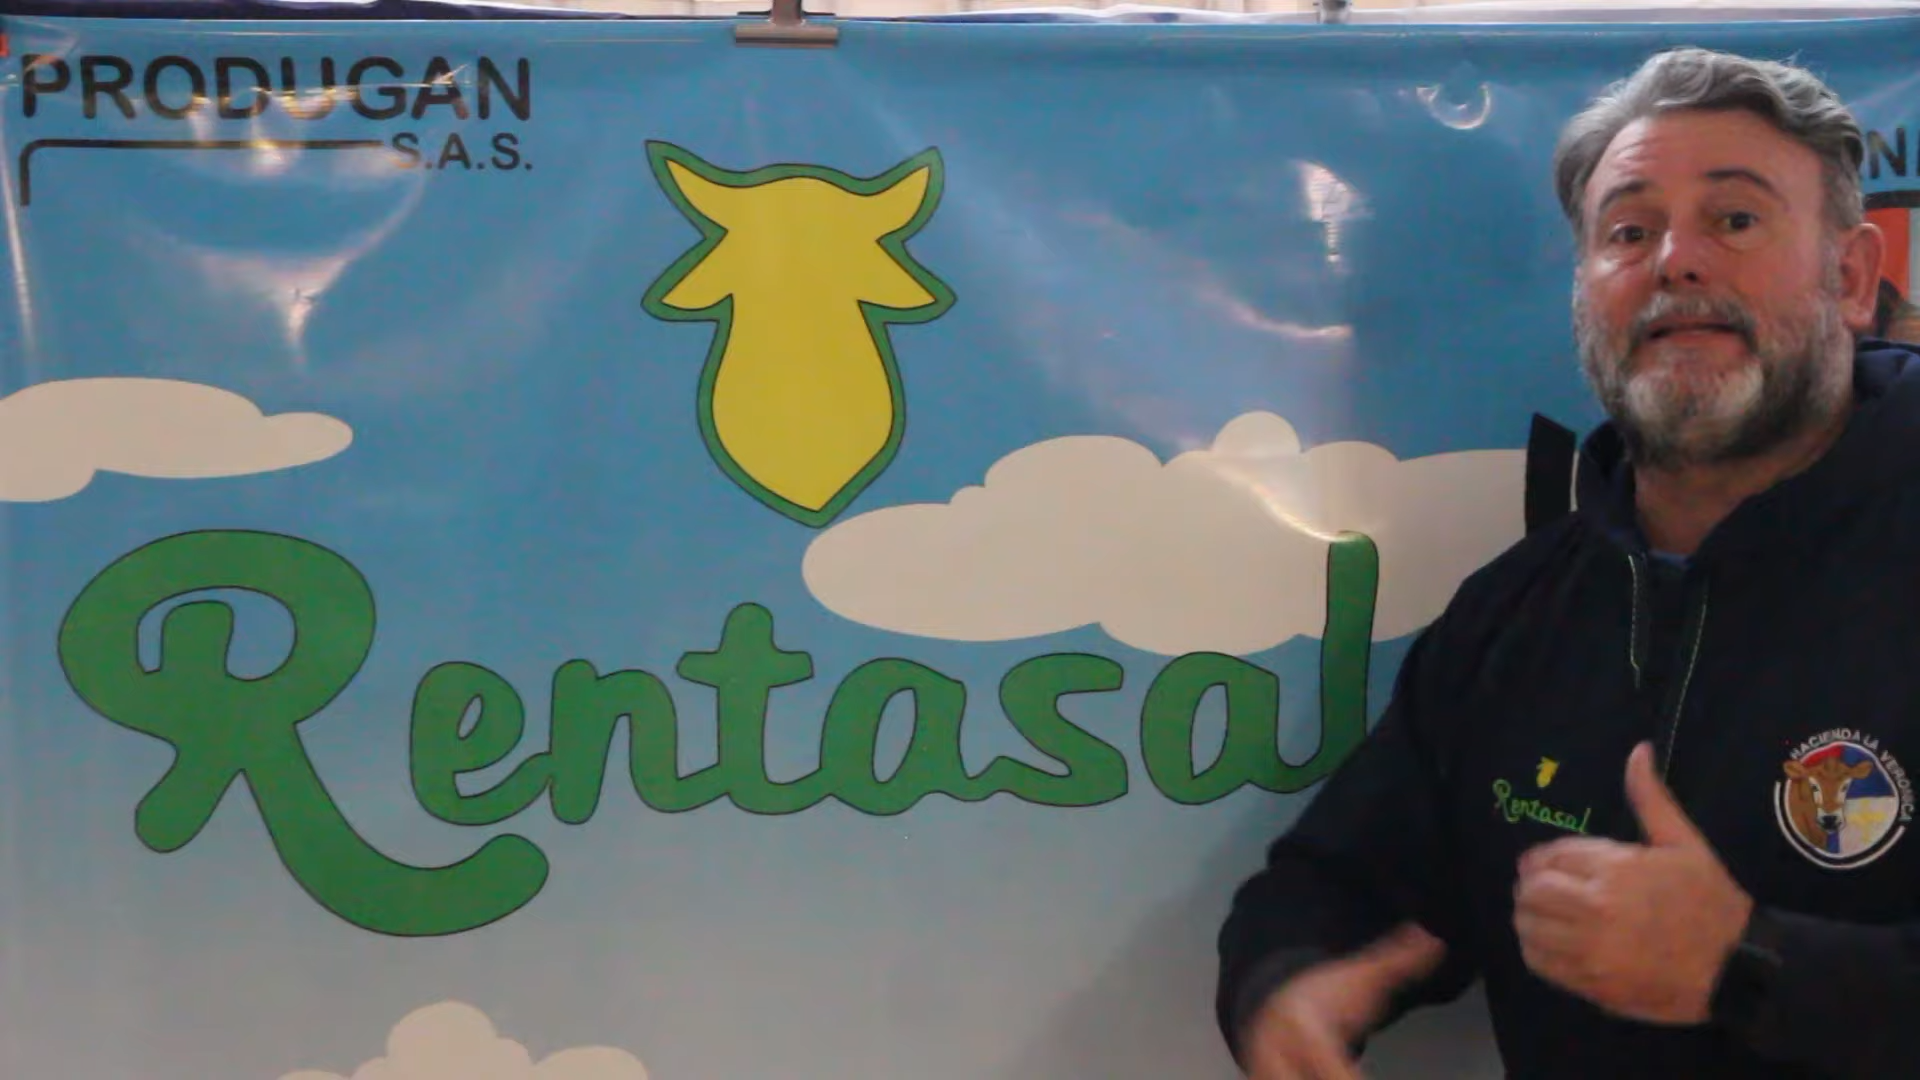 PRODUGAN
S.A.S.
Rentasal
Rentasal
HACIENDA LA VERONICA